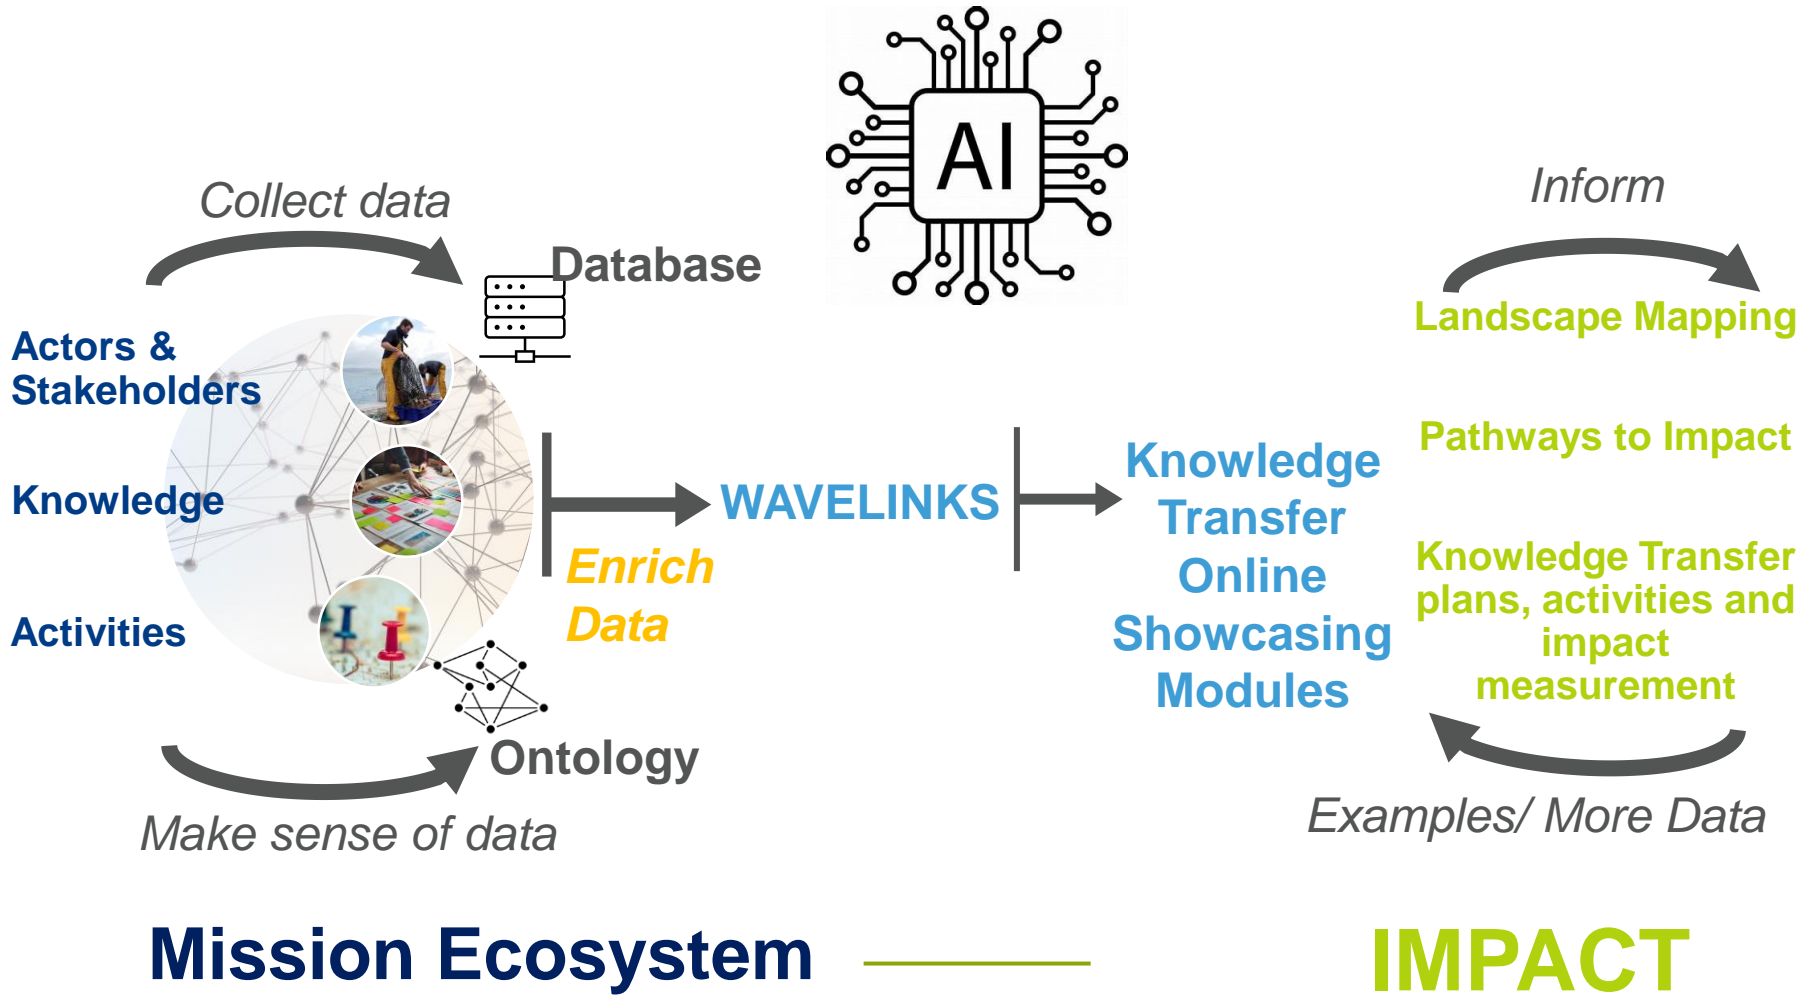 AI
Collect data
Database
Actors &
Stakeholders
Knowledge
Activities
Enrich
Data
Ontology
Make sense of data
WAVELINKS
Knowledge
Transfer
Online
Showcasing
Modules
Inform
Landscape Mapping
Pathways to Impact
Knowledge Transfer
plans, activities and
impact
measurement
Examples/ More Data
Mission Ecosystem
IMPACT